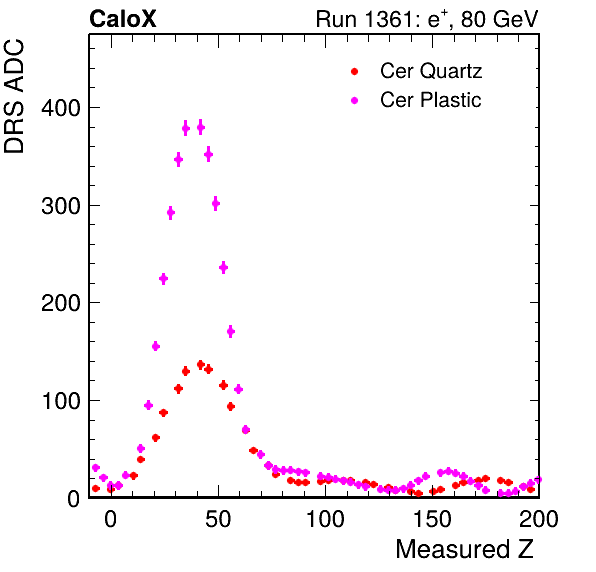 CaloX Run 1361: e⁺, 80 GeV
DRS ADC
Cer Quartz
Cer Plastic
400
300
200
100
0
0 50 100 150 200
Measured Z